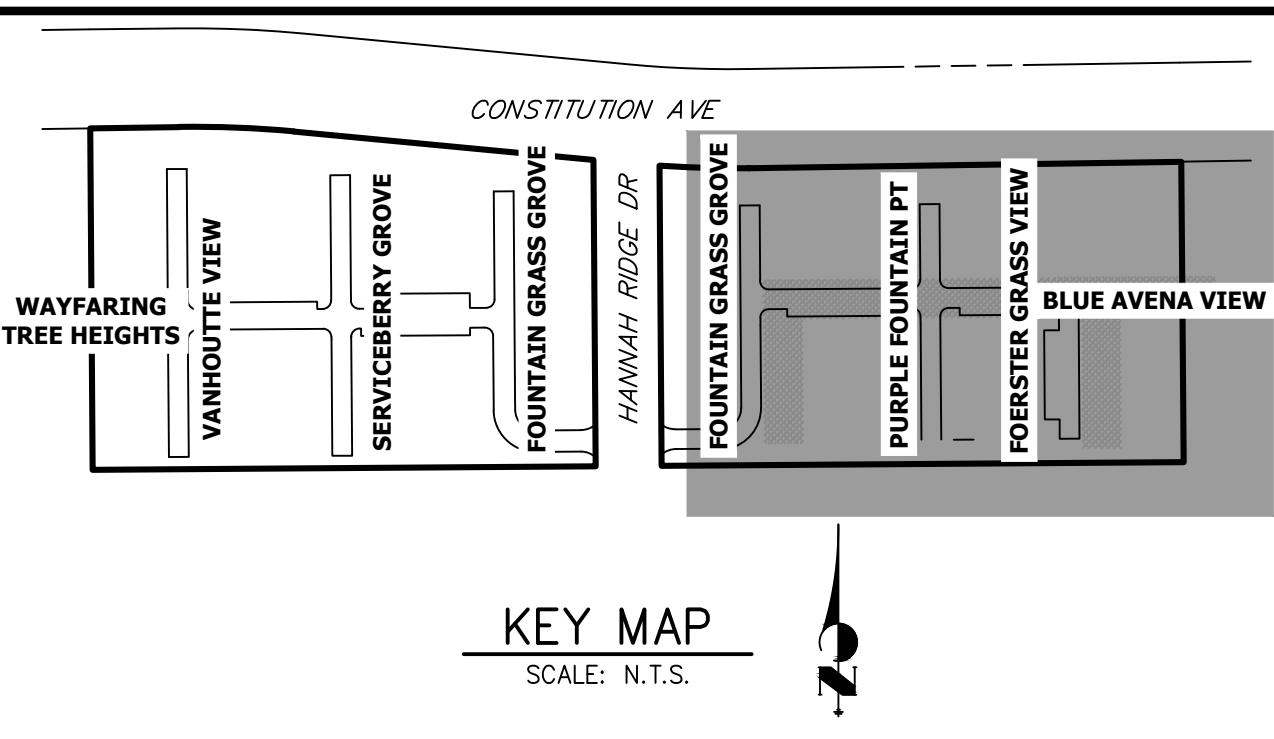 CONSTITUTION AVE
WAYFARING
TREE HEIGHTS
VANHOUTTE VIEW
SERVICEBERRY GROVE
FOUNTAIN GRASS GROVE
HANNAH RIDGE DR
FOUNTAIN GRASS GROVE
PURPLE FOUNTAIN PT
FOERSTER GRASS VIEW
BLUE AVENA VIEW
KEY MAP
SCALE: N.T.S.
N